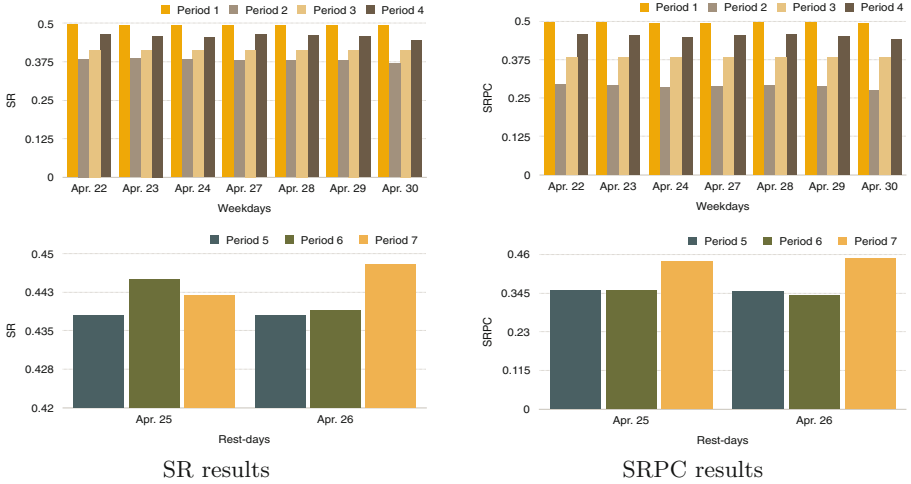 Period 1 Period 2 Period 3 Period 4
0.5
0.375
0.25
0.125
0
SR
Apr. 22 Apr. 23 Apr. 24 Apr. 27 Apr. 28 Apr. 29 Apr. 30
Weekdays
Period 1 Period 2 Period 3 Period 4
0.5
0.375
0.25
0.125
0
SRPC
Apr. 22 Apr. 23 Apr. 24 Apr. 27 Apr. 28 Apr. 29 Apr. 30
Weekdays
Period 5 Period 6 Period 7
0.45
0.443
0.435
0.428
0.42
SR
Apr. 25 Apr. 26
Rest-days
SR results
Period 5 Period 6 Period 7
0.46
0.345
0.23
0.115
0
SRPC
Apr. 25 Apr. 26
Rest-days
SRPC results